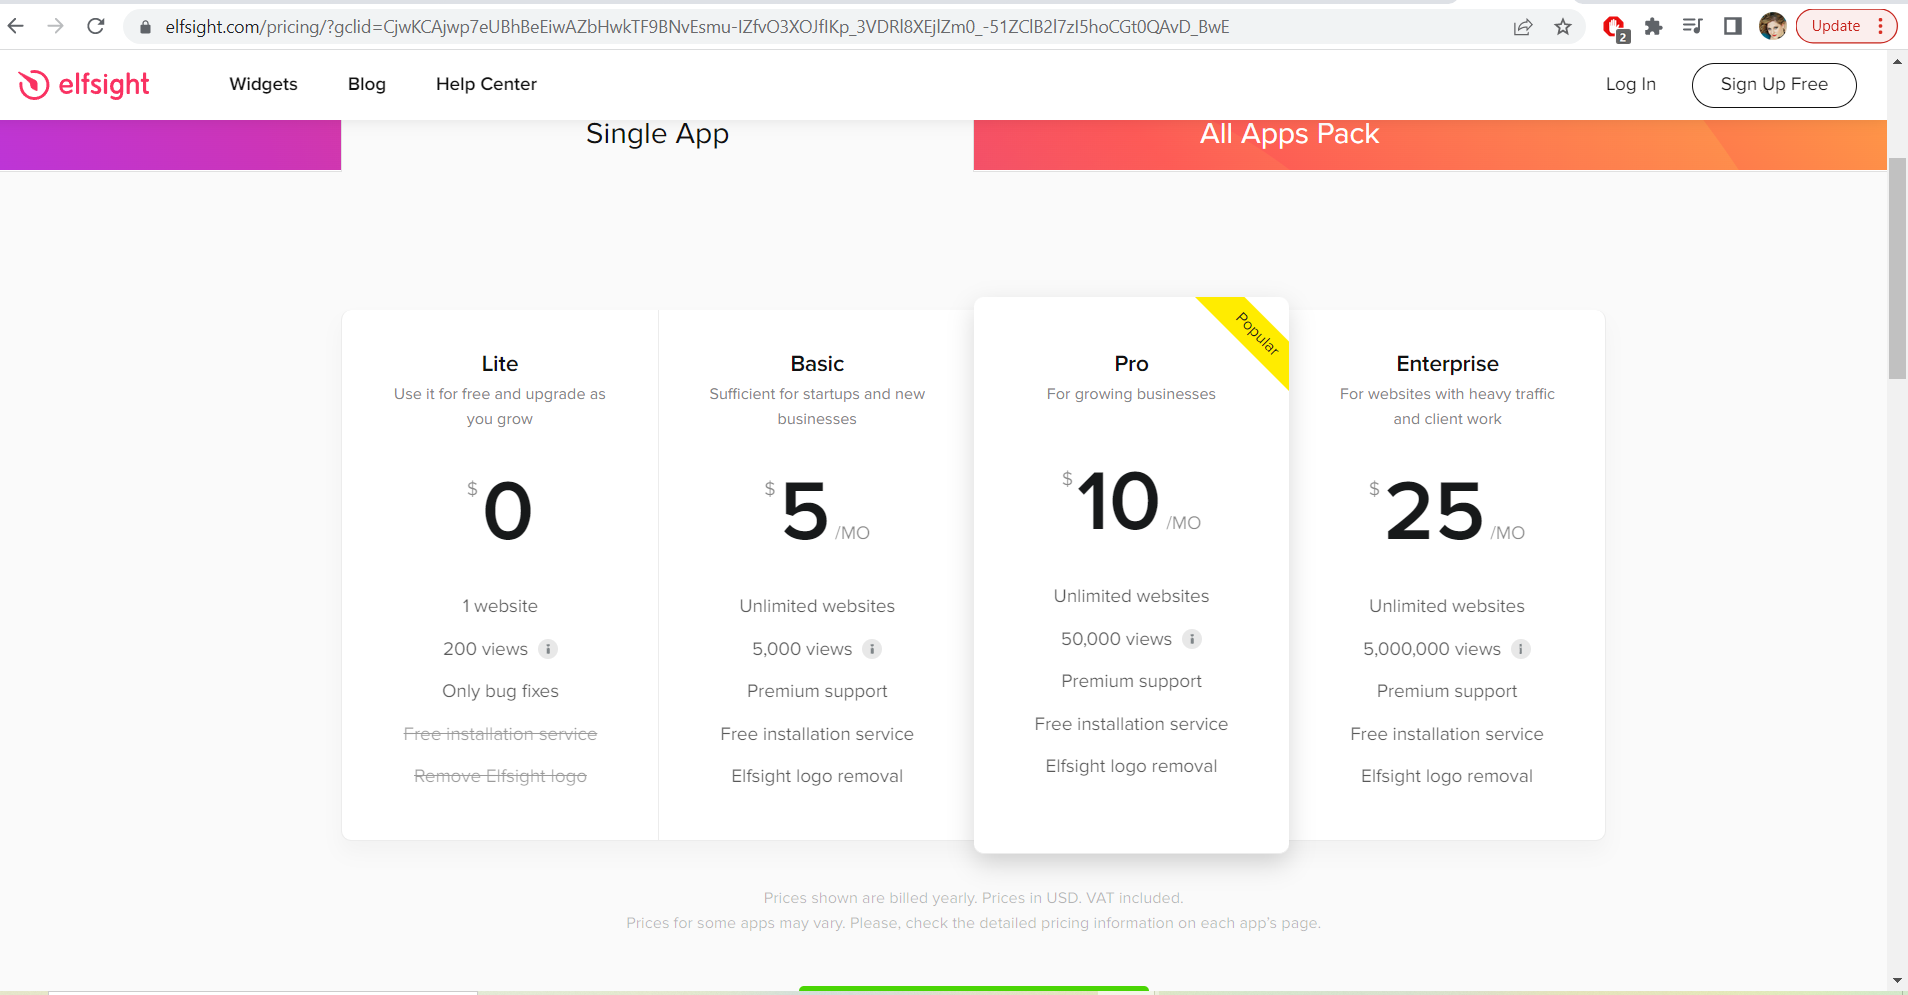 elfsight.com/pricing/?gclid=CjwKCAjwp7eUBhBeEiwAZbHwkTF9BNvEsmu-IZfvO3XOJfIKp_3VDRl8XEjlZm0_-51ZClB2l7zI5hoCGt0QAvD_BwE
2
Update
elfsight
Widgets
Blog
Help Center
Log In
Sign Up Free
Single App
All Apps Pack
Lite
Use it for free and upgrade as
you grow
$ 0
1 website
200 views i
Only bug fixes
Free installation service
Remove Elfsight logo
Basic
Sufficient for startups and new
businesses
$ 5 /MO
Unlimited websites
5,000 views i
Premium support
Free installation service
Elfsight logo removal
Popular
Pro
For growing businesses
$ 10 /MO
Unlimited websites
50,000 views i
Premium support
Free installation service
Elfsight logo removal
Enterprise
For websites with heavy traffic
and client work
$ 25 /MO
Unlimited websites
5,000,000 views i
Premium support
Free installation service
Elfsight logo removal
Prices shown are billed yearly. Prices in USD. VAT included.
Prices for some apps may vary. Please, check the detailed pricing information on each app's page.